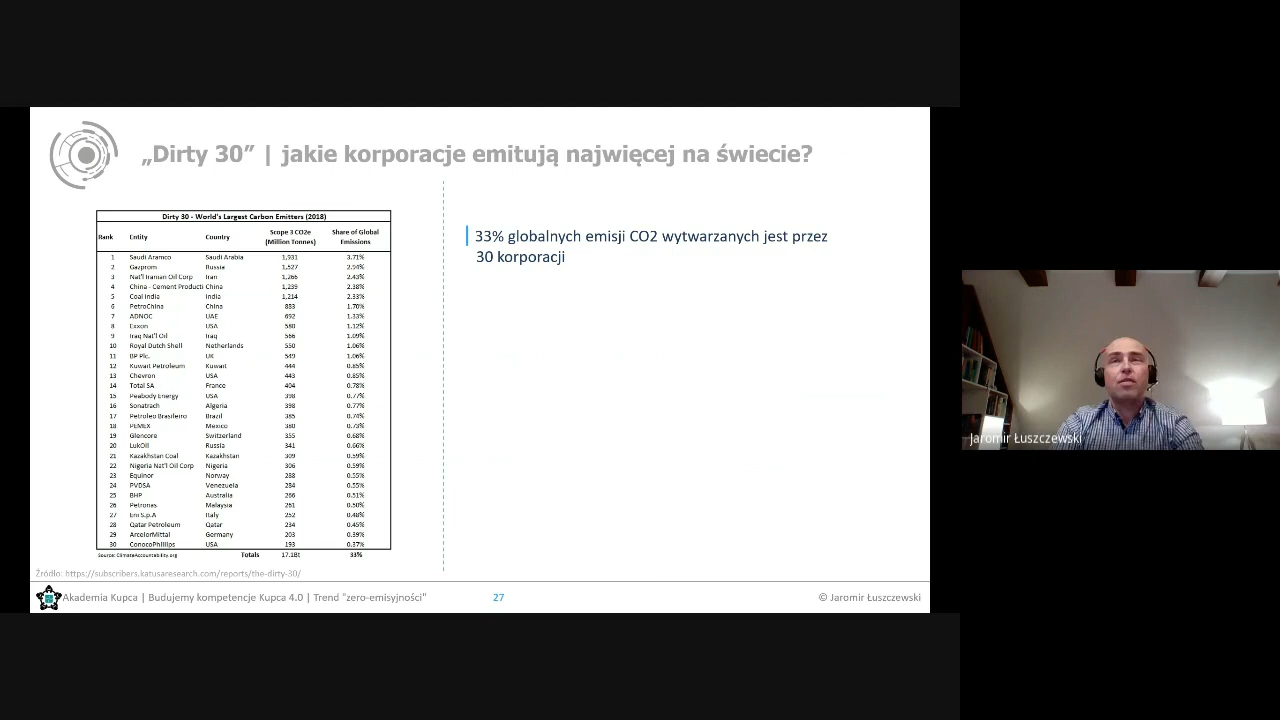 „Dirty 30” | jakie korporacje emitują najwięcej na świecie?
Dirty 30 - World's Largest Carbon Emitters (2018)
Rank Entity Country Scope 3 CO2e (Million Tonnes) Share of Global Emissions
1 Saudi Aramco Saudi Arabia 1,931 3.71%
2 Gazprom Russia 1,527 2.94%
3 Nat'l Iranian Oil Corp Iran 1,266 2.43%
4 China - Cement Producti China 1,239 2.38%
5 Coal India India 1,214 2.33%
6 PetroChina China 883 1.70%
7 ADNOC UAE 692 1.33%
8 Exxon USA 580 1.12%
9 Iraq Nat'l Oil Iraq 566 1.09%
10 Royal Dutch Shell Netherlands 550 1.06%
11 BP Plc. UK 549 1.06%
12 Kuwait Petroleum Kuwait 444 0.85%
13 Chevron USA 443 0.85%
14 Total SA France 404 0.78%
15 Peabody Energy USA 398 0.77%
16 Sonatrach Algeria 398 0.77%
17 Petroleo Brasileiro Brazil 385 0.74%
18 PEMEX Mexico 380 0.73%
19 Glencore Switzerland 355 0.68%
20 LukOil Russia 341 0.66%
21 Kazakhstan Coal Kazakhstan 309 0.59%
22 Nigeria Nat'l Oil Corp Nigeria 306 0.59%
23 Equinor Norway 288 0.55%
24 PVDSA Venezuela 284 0.55%
25 BHP Australia 266 0.51%
26 Petronas Malaysia 261 0.50%
27 Eni S.p.A Italy 252 0.48%
28 Qatar Petroleum Qatar 234 0.45%
29 ArcelorMittal Germany 203 0.39%
30 ConocoPhillips USA 193 0.37%
Source: ClimateAccountability.org Totals 17.1Bt 33%
33% globalnych emisji CO2 wytwarzanych jest przez
30 korporacji
Źródło: https://subscribers.katusaresearch.com/reports/the-dirty-30/
Akademia Kupca | Budujemy kompetencje Kupca 4.0 | Trend "zero-emisyjności" 27 © Jaromir Łuszczewski
Jaromir Łuszczewski